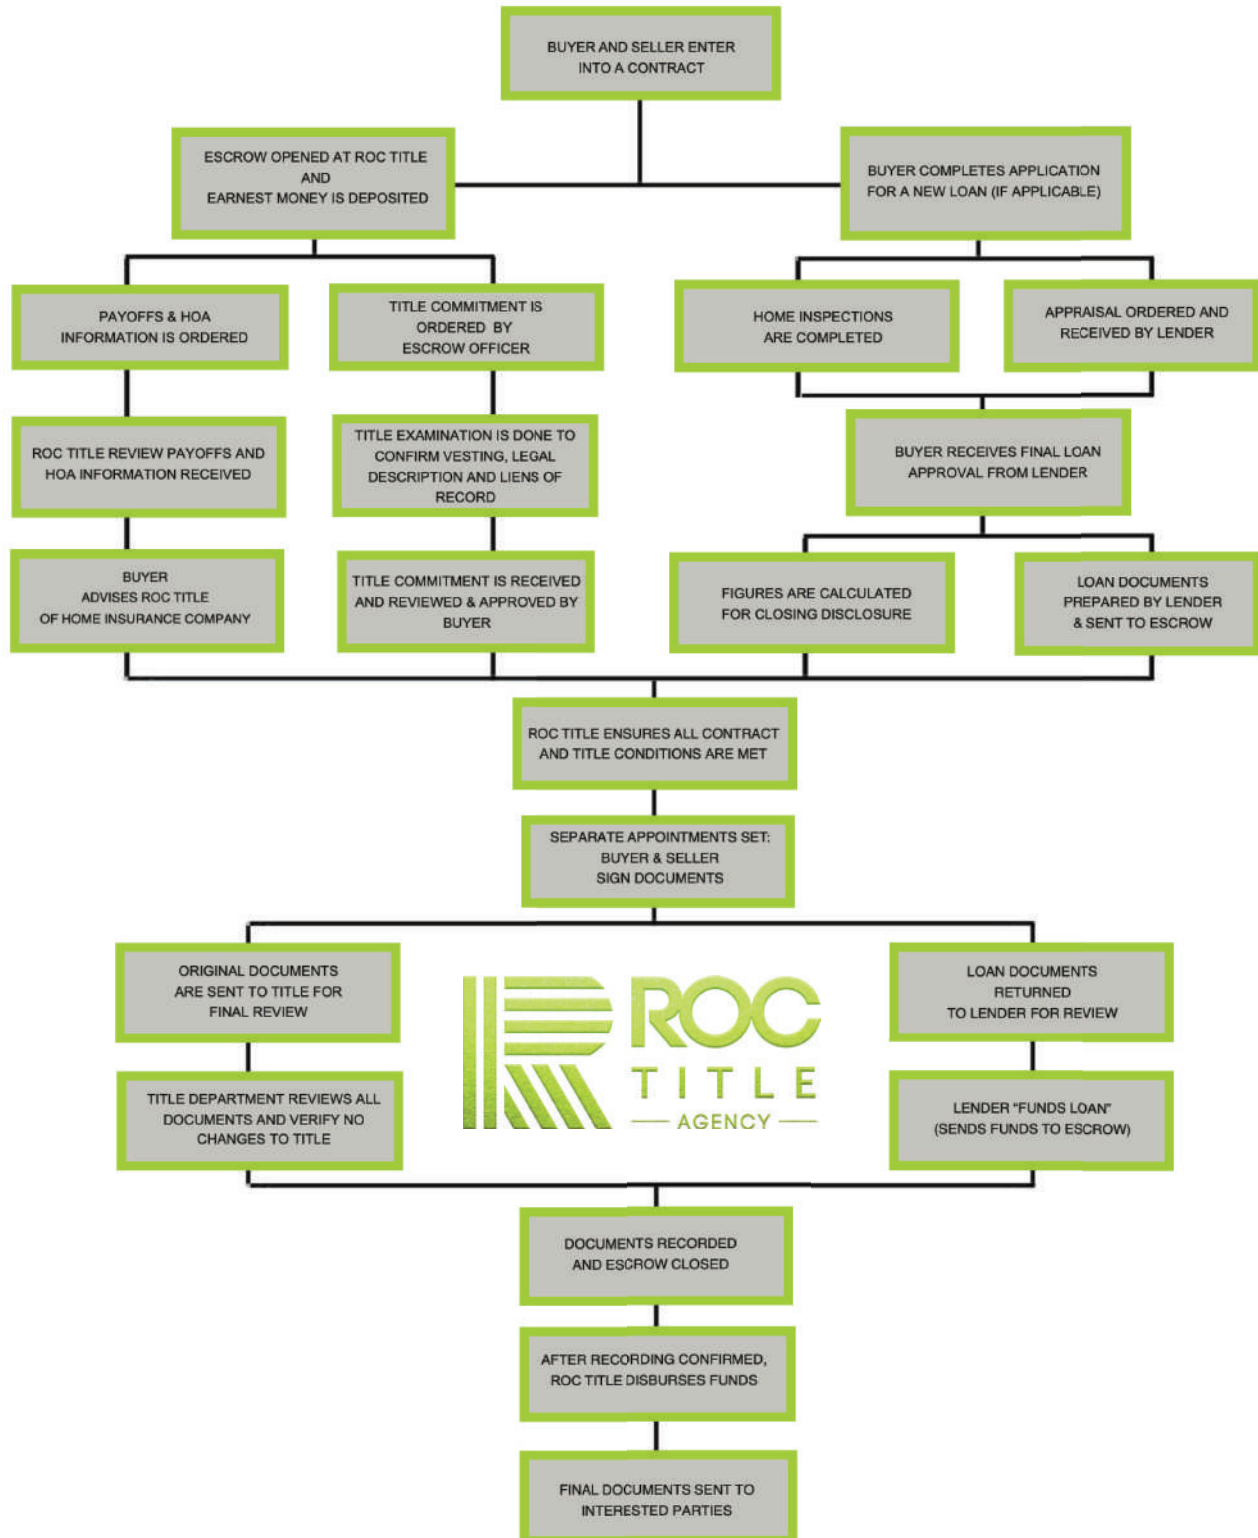 BUYER AND SELLER ENTER
INTO A CONTRACT
ESCROW OPENED AT ROC TITLE
AND
EARNEST MONEY IS DEPOSITED
BUYER COMPLETES APPLICATION
FOR A NEW LOAN (IF APPLICABLE)
PAYOFFS & HOA
INFORMATION IS ORDERED
TITLE COMMITMENT IS
ORDERED BY
ESCROW OFFICER
HOME INSPECTIONS
ARE COMPLETED
APPRAISAL ORDERED AND
RECEIVED BY LENDER
ROC TITLE REVIEW PAYOFFS AND
HOA INFORMATION RECEIVED
TITLE EXAMINATION IS DONE TO
CONFIRM VESTING, LEGAL
DESCRIPTION AND LIENS OF
RECORD
BUYER RECEIVES FINAL LOAN
APPROVAL FROM LENDER
BUYER
ADVISES ROC TITLE
OF HOME INSURANCE COMPANY
TITLE COMMITMENT IS RECEIVED
AND REVIEWED & APPROVED BY
BUYER
FIGURES ARE CALCULATED
FOR CLOSING DISCLOSURE
LOAN DOCUMENTS
PREPARED BY LENDER
& SENT TO ESCROW
ROC TITLE ENSURES ALL CONTRACT
AND TITLE CONDITIONS ARE MET
SEPARATE APPOINTMENTS SET:
BUYER & SELLER
SIGN DOCUMENTS
ORIGINAL DOCUMENTS
ARE SENT TO TITLE FOR
FINAL REVIEW
ROC
TITLE
AGENCY
LOAN DOCUMENTS
RETURNED
TO LENDER FOR REVIEW
TITLE DEPARTMENT REVIEWS ALL
DOCUMENTS AND VERIFY NO
CHANGES TO TITLE
LENDER “FUNDS LOAN”
(SENDS FUNDS TO ESCROW)
DOCUMENTS RECORDED
AND ESCROW CLOSED
AFTER RECORDING CONFIRMED,
ROC TITLE DISBURSES FUNDS
FINAL DOCUMENTS SENT TO
INTERESTED PARTIES